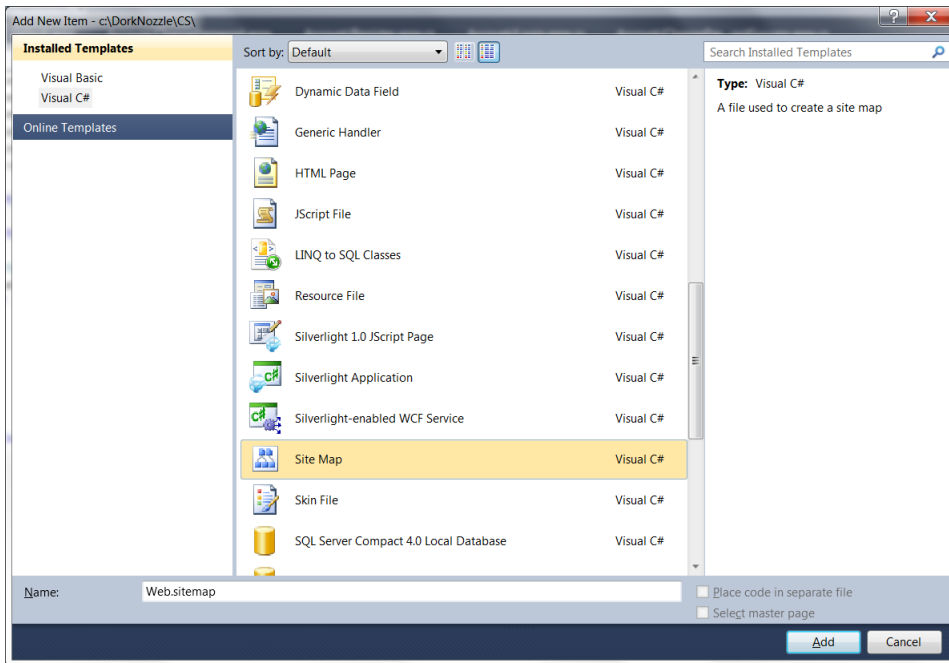 Add New Item - c:\DorkNozzle\CS\
Installed Templates
Visual Basic
Visual C#
Online Templates
Sort by: Default
Search Installed Templates
Dynamic Data Field Visual C#
Generic Handler Visual C#
HTML Page Visual C#
JScript File Visual C#
LINQ to SQL Classes Visual C#
Resource File Visual C#
Silverlight 1.0 JScript Page Visual C#
Silverlight Application Visual C#
Silverlight-enabled WCF Service Visual C#
Site Map Visual C#
Skin File Visual C#
SQL Server Compact 4.0 Local Database Visual C#
Type: Visual C#
A file used to create a site map
Name: Web.sitemap
Place code in separate file
Select master page
Add Cancel